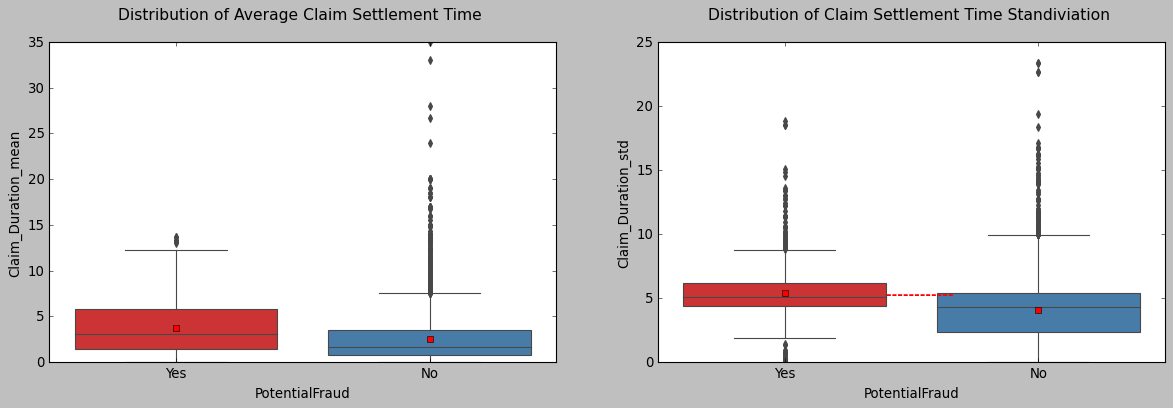 Distribution of Average Claim Settlement Time
Claim_Duration_mean
35
30
25
20
15
10
5
0
Yes
No
PotentialFraud
Distribution of Claim Settlement Time Standiviation
Claim_Duration_std
25
20
15
10
5
0
Yes
No
PotentialFraud